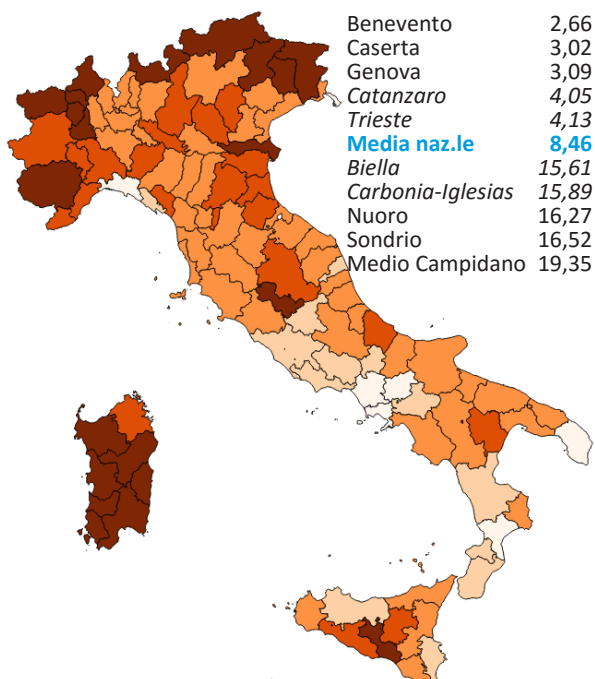 Benevento 2,66
Caserta 3,02
Genova 3,09
Catanzaro 4,05
Trieste 4,13
Media naz.le 8,46
Biella 15,61
Carbonia-Iglesias 15,89
Nuoro 16,27
Sondrio 16,52
Medio Campidano 19,35